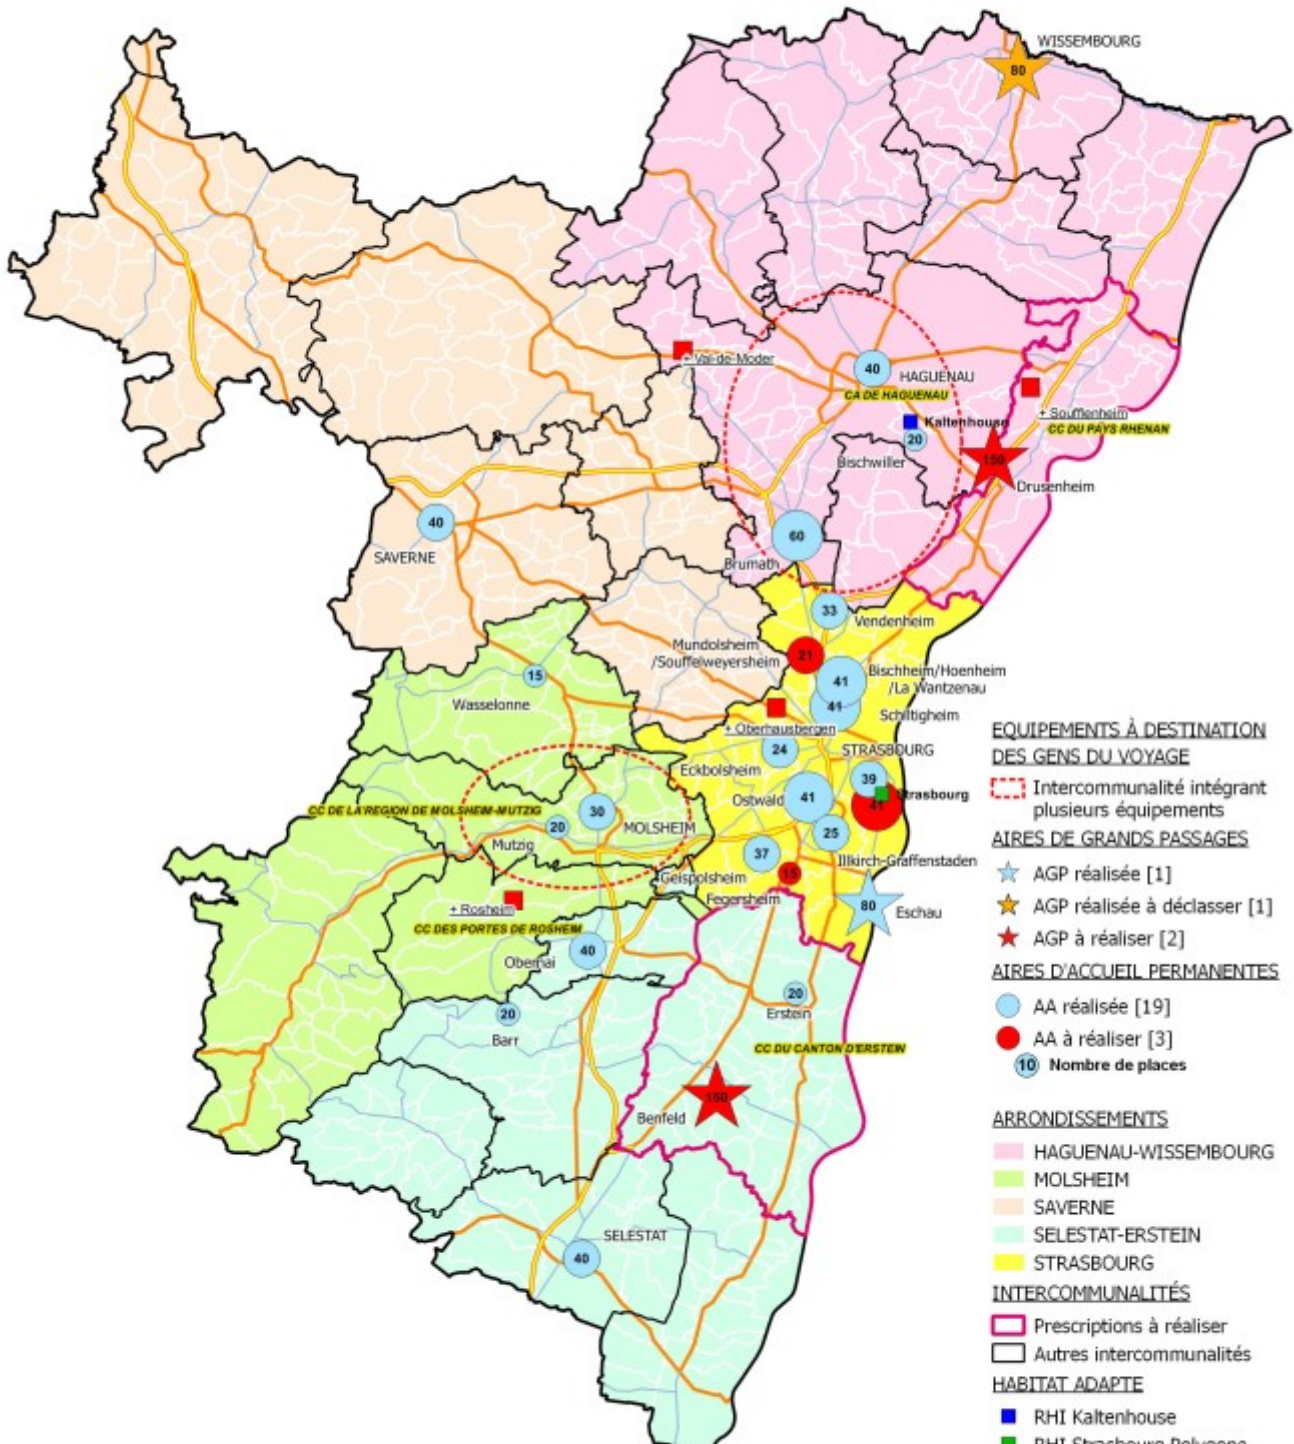 WISSEMBOURG
80
+ Val-de-Moder
40
HAGUENAU
CA DE HAGUENAU
+ Soufflenheim
CC DU PAYS RHENAN
Kaltenhouse
20
Bischwiller
150
Drusenheim
40
SAVERNE
60
Brumath
33
Vendenheim
Mundolsheim
/Souffelweyersheim
21
Bischheim/Hoenheim
/La Wantzenau
41
41
Schiltigheim
15
Wasselonne
+ Oberhausbergen
24
STRASBOURG
Eckbolsheim
39
Strasbourg
Ostwald
41
41
CC DE LA REGION DE MOLSHEIM-MUTZIG
30
20
MOLSHEIM
Mutzig
25
37
Illkirch-Graffenstaden
15
Geispolsheim
Fegersheim
80
Eschau
+ Rosheim
CC DES PORTES DE ROSHEIM
40
Obernai
20
Barr
20
Erstein
CC DU CANTON D'ERSTEIN
150
Benfeld
SELESTAT
40
EQUIPEMENTS À DESTINATION
DES GENS DU VOYAGE
Intercommunalité intégrant
plusieurs équipements
AIRES DE GRANDS PASSAGES
AGP réalisée [1]
AGP réalisée à déclasser [1]
AGP à réaliser [2]
AIRES D'ACCUEIL PERMANENTES
AA réalisée [19]
AA à réaliser [3]
10 Nombre de places
ARRONDISSEMENTS
HAGUENAU-WISSEMBOURG
MOLSHEIM
SAVERNE
SELESTAT-ERSTEIN
STRASBOURG
INTERCOMMUNALITÉS
Prescriptions à réaliser
Autres intercommunalités
HABITAT ADAPTE
RHI Kaltenhouse
RHI Strasbourg Polygone